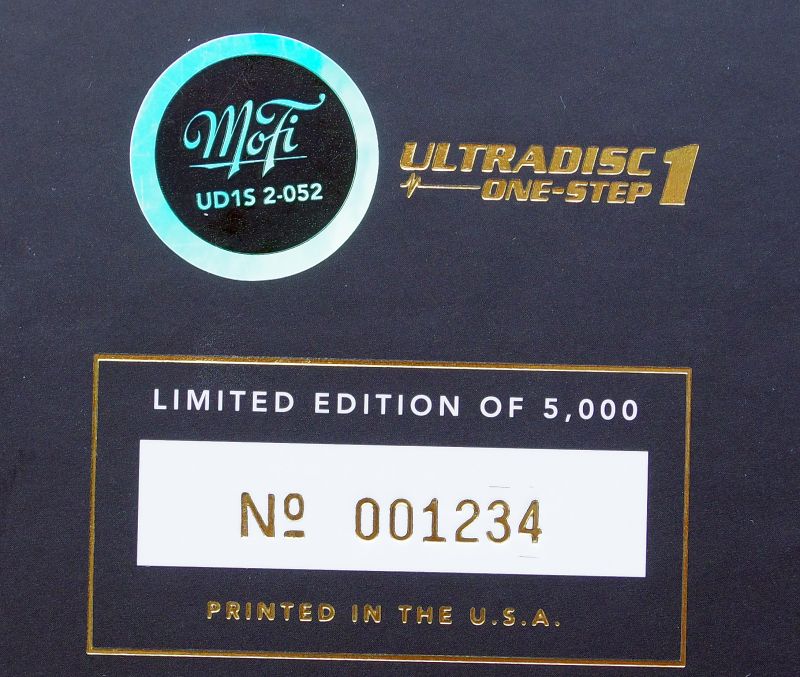 MoFi
UD1S 2-052
ULTRADISC 1
ONE-STEP
LIMITED EDITION OF 5,000
Nº 001234
PRINTED IN THE U.S.A.